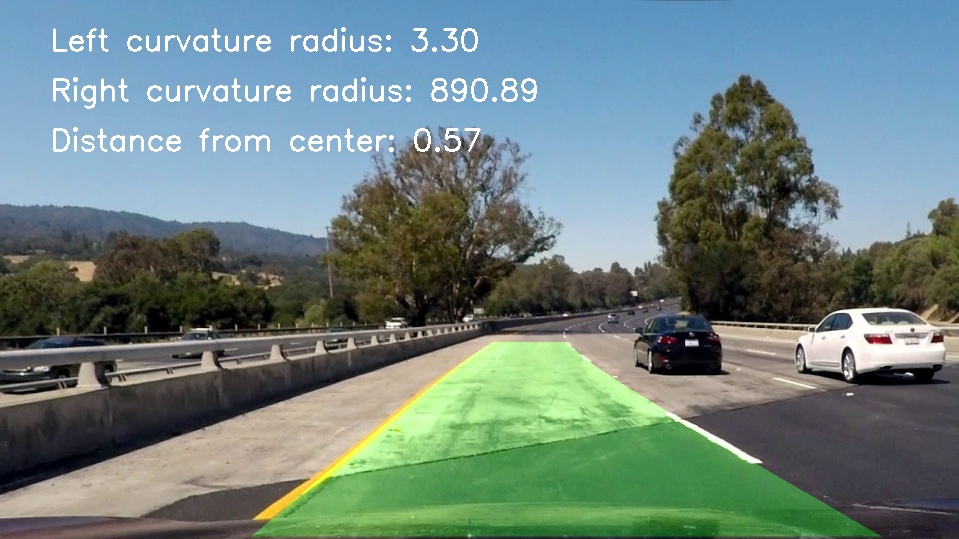 Left curvature radius: 3.30
Right curvature radius: 890.89
Distance from center: 0.57